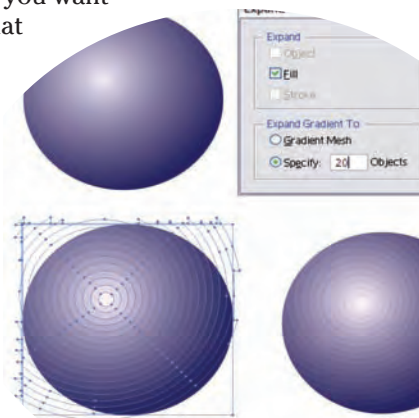 you want
at
Expand
Object
Fill
Stroke
Expand Gradient To
Gradient Mesh
Specify: 20 Objects